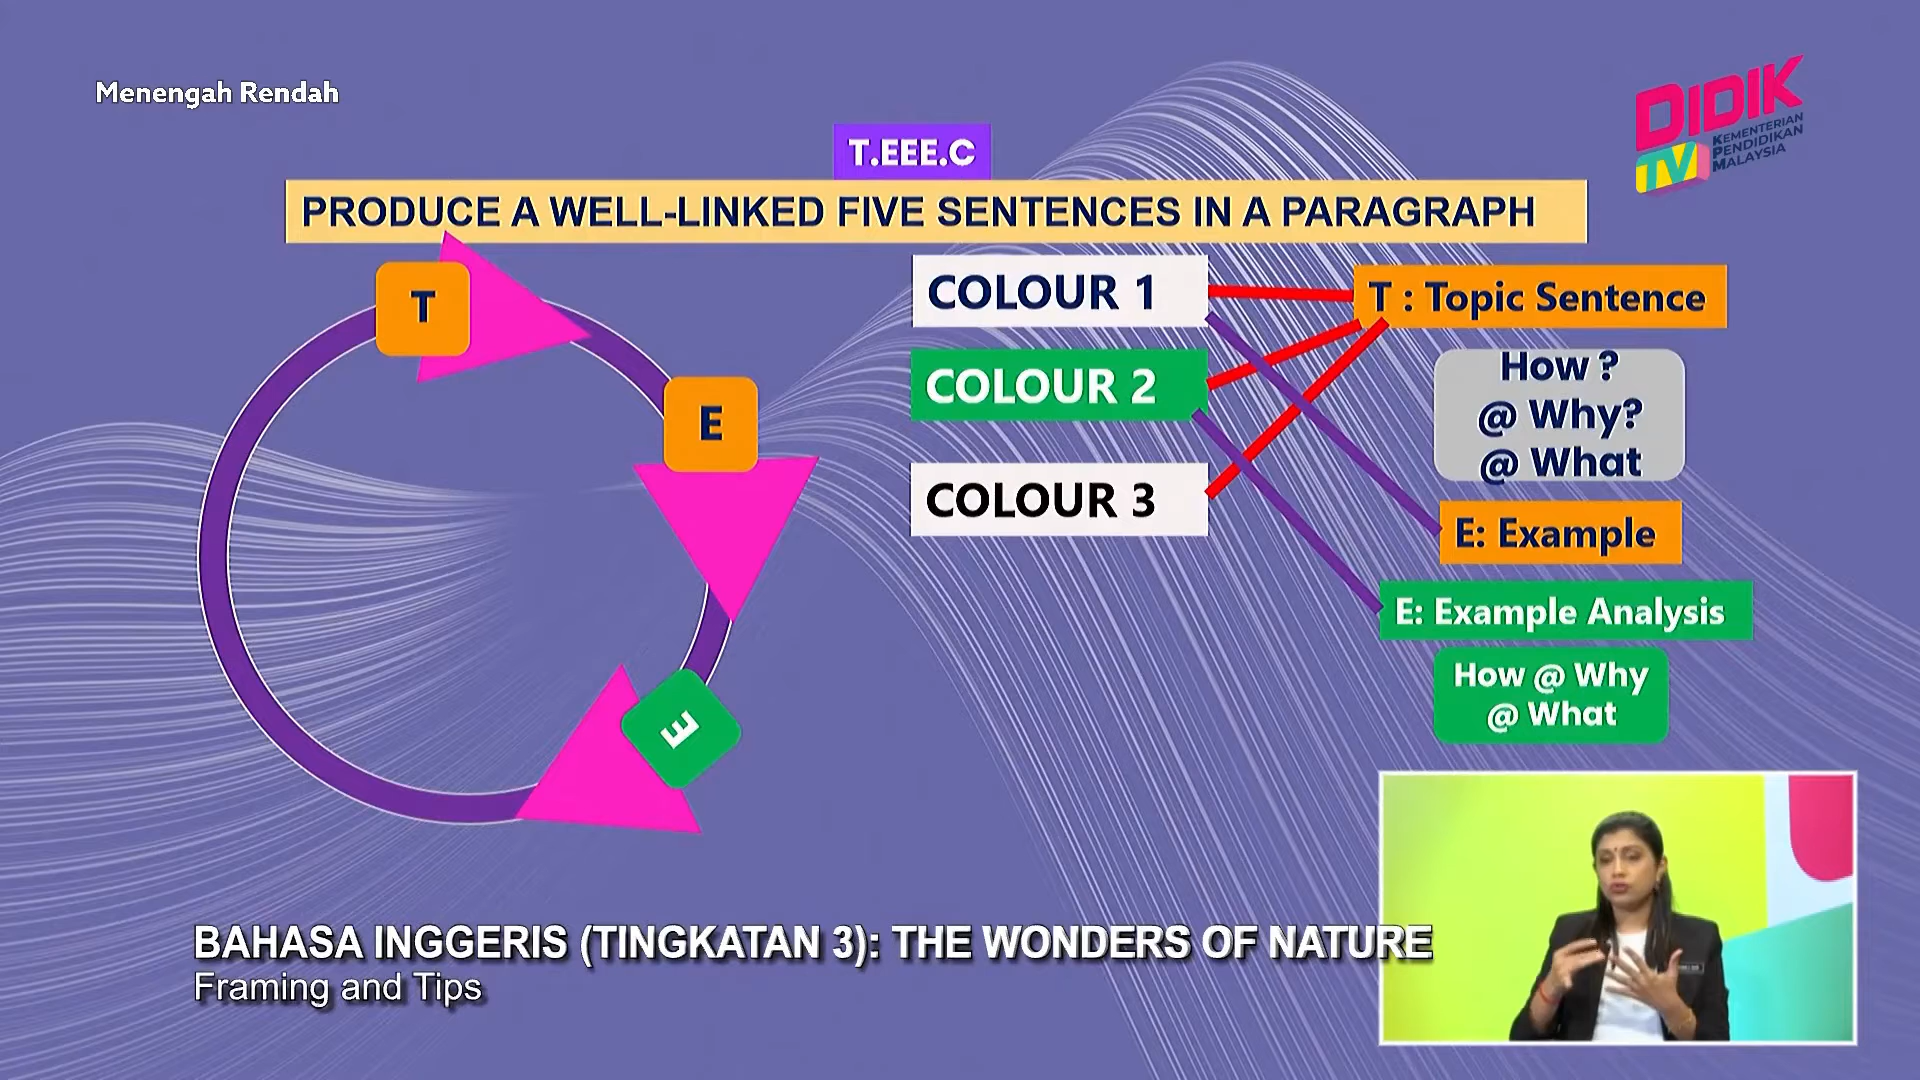 Menengah Rendah
DIDIK
TV
KEMENTERIAN
PENDIDIKAN
MALAYSIA
T.EEE.C
PRODUCE A WELL-LINKED FIVE SENTENCES IN A PARAGRAPH
T
E
E
COLOUR 1
COLOUR 2
COLOUR 3
T : Topic Sentence
How ?
@ Why?
@ What
E: Example
E: Example Analysis
How @ Why
@ What
BAHASA INGGERIS (TINGKATAN 3): THE WONDERS OF NATURE
Framing and Tips